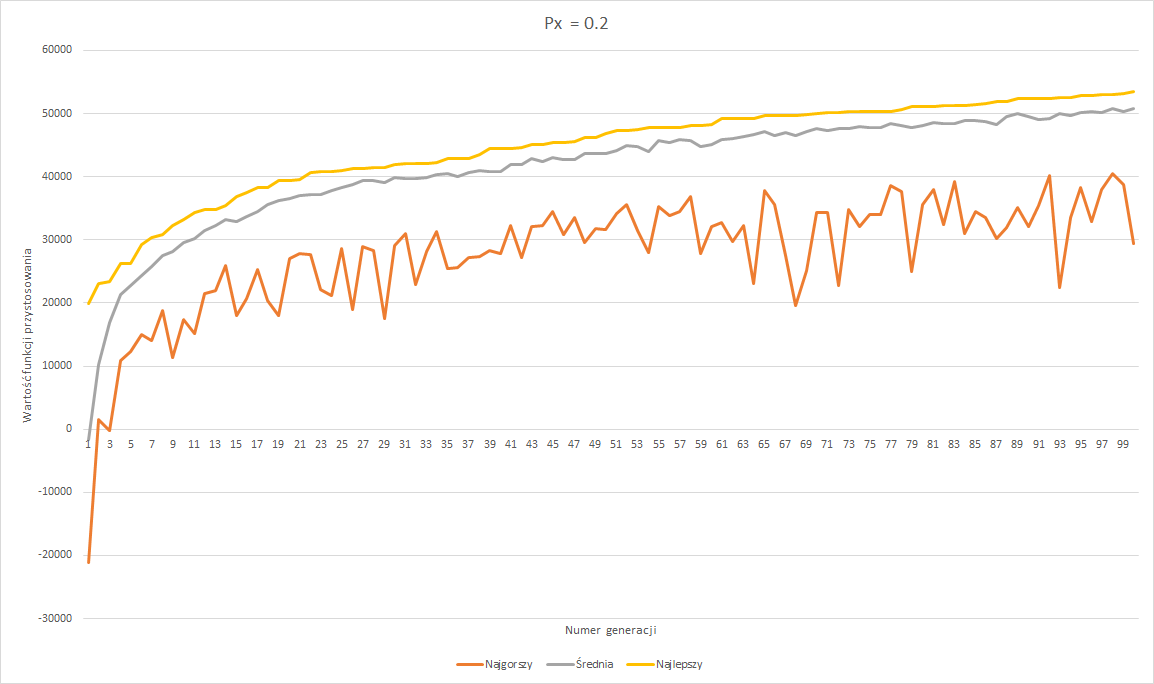 Px = 0.2
60000
50000
40000
30000
20000
10000
0
-10000
-20000
-30000
Wartość funkcji przystosowania
1 3 5 7 9 11 13 15 17 19 21 23 25 27 29 31 33 35 37 39 41 43 45 47 49 51 53 55 57 59 61 63 65 67 69 71 73 75 77 79 81 83 85 87 89 91 93 95 97 99
Numer generacji
Najgorszy Średnia Najlepszy